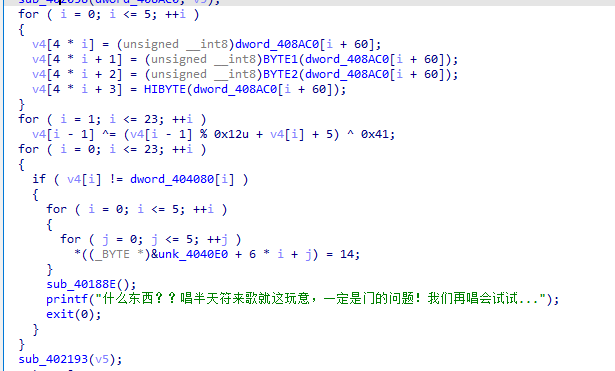 for ( i = 0; i <= 5; ++i )
{
v4[4 * i] = (unsigned __int8)dword_408AC0[i + 60];
v4[4 * i + 1] = (unsigned __int8)BYTE1(dword_408AC0[i + 60]);
v4[4 * i + 2] = (unsigned __int8)BYTE2(dword_408AC0[i + 60]);
v4[4 * i + 3] = HIBYTE(dword_408AC0[i + 60]);
}
for ( i = 1; i <= 23; ++i )
v4[i - 1] ^= (v4[i - 1] % 0x12u + v4[i] + 5) ^ 0x41;
for ( i = 0; i <= 23; ++i )
{
if ( v4[i] != dword_404080[i] )
{
for ( i = 0; i <= 5; ++i )
{
for ( j = 0; j <= 5; ++j )
*((_BYTE *)&unk_4040E0 + 6 * i + j) = 14;
}
sub_40188E();
printf("什么东西？？唱半天符来歌就这玩意，一定是门的问题！我们再唱会试试...");
exit(0);
}
}
sub_402193(v5);